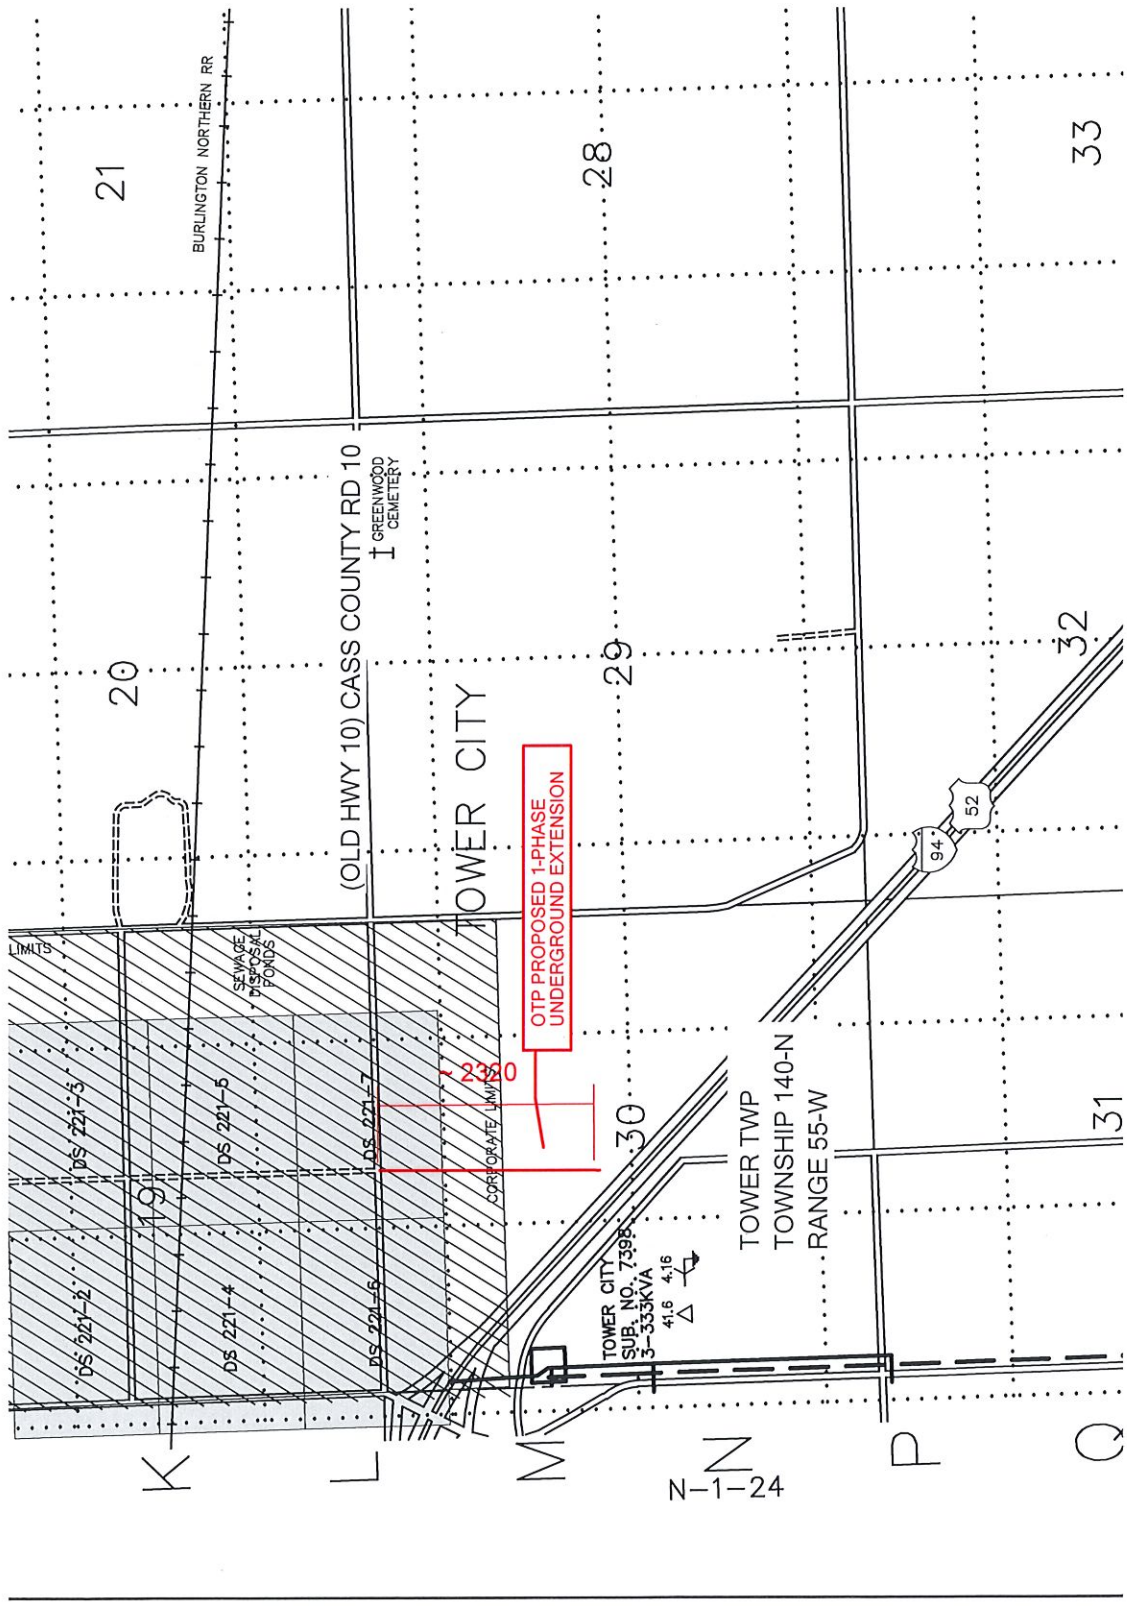 LIMITS
DS 221-2
DS 221-3
21
20
19
K
BURLINGTON NORTHERN RR
DS 221-4
DS 221-5
SEWAGE
DISPOSAL
PONDS
(OLD HWY 10) CASS COUNTY RD 10
GREENWOOD
CEMETERY
L
DS 221-6
DS 221-7
TOWER CITY
~ 2320
CORPORATE LIMITS
OTP PROPOSED 1-PHASE
UNDERGROUND EXTENSION
M
28
29
30
TOWER CITY
SUB. NO. 7398
3-333KVA
41.6 4.16
N
N-1-24
TOWER TWP
TOWNSHIP 140-N
RANGE 55-W
94
52
P
33
32
31
Q